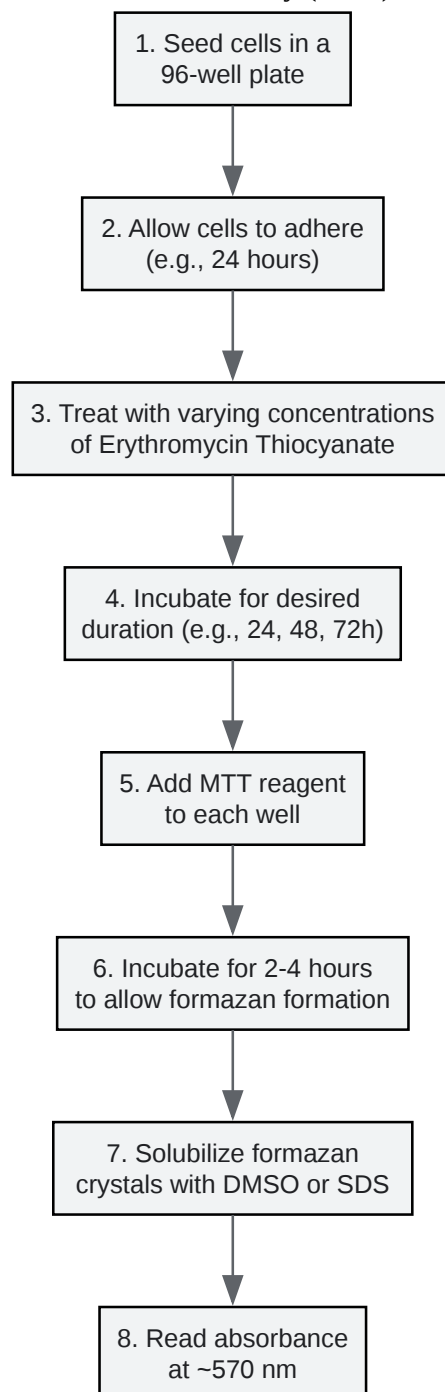 1. Seed cells in a
96-well plate
2. Allow cells to adhere
(e.g., 24 hours)
3. Treat with varying concentrations
of Erythromycin Thiocyanate
4. Incubate for desired
duration (e.g., 24, 48, 72h)
5. Add MTT reagent
to each well
6. Incubate for 2-4 hours
to allow formazan formation
7. Solubilize formazan
crystals with DMSO or SDS
8. Read absorbance
at ~570 nm